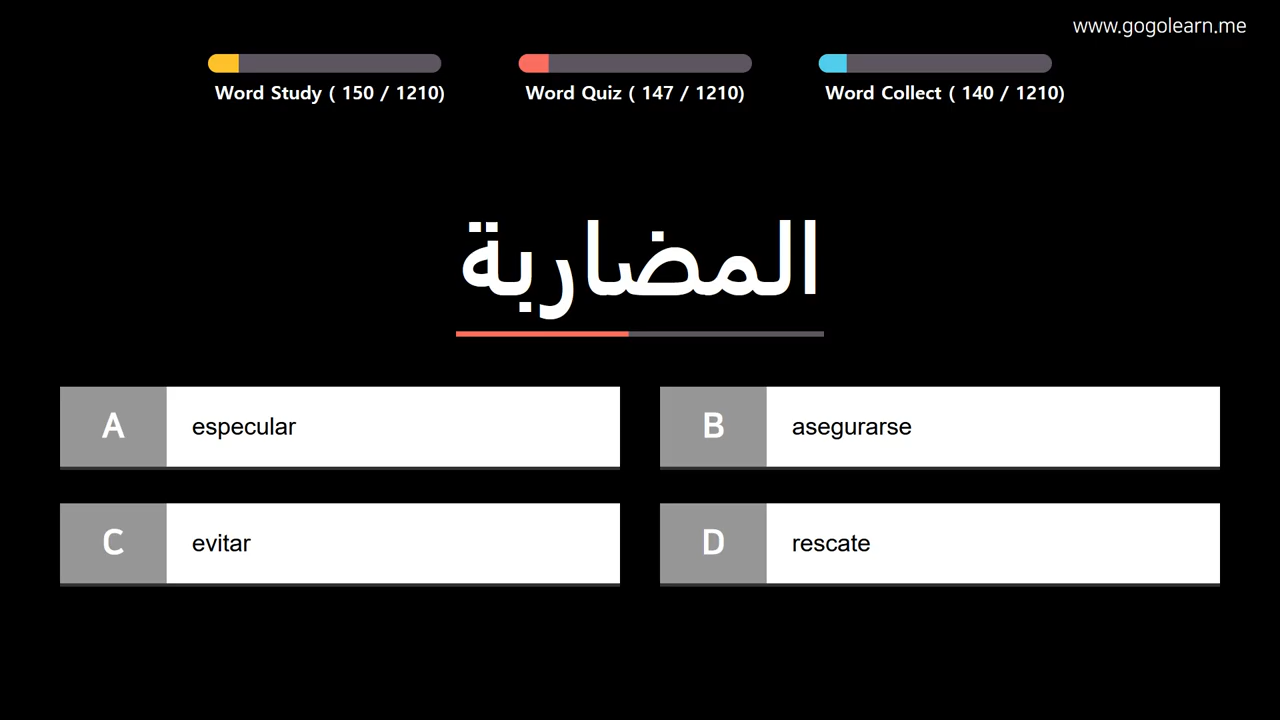 www.gogolearn.me
Word Study ( 150 / 1210)
Word Quiz ( 147 / 1210)
Word Collect ( 140 / 1210)
المضاربة
A especular
B asegurarse
C evitar
D rescate